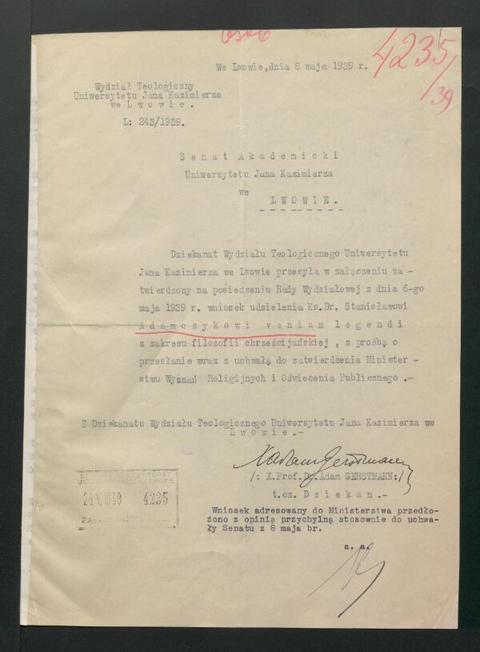 4235/39
We Lwowie, dnia 8 maja 1939 r.
Wydział Teologiczny
Uniwersytetu Jana Kazimierza
we Lwowie.
L: 243/1939.
Senat Akademicki
Uniwersytetu Jana Kazimierza
we
LWOWIE.
Dziekanat Wydziału Teologicznego Uniwersytetu
Jana Kazimierza we Lwowie przesyła w załączeniu za-
twierdzony na posiedzeniu Rady Wydziałowej z dnia 6-go
maja 1939 r. wniosek udzielenia Ks.Dr. Stanisławowi
Adamczykowi veniam legendi
z zakresu filozofii chrześcijańskiej, z prośbą o
przesłanie wraz z uchwałą do zatwierdzenia Minister-
stwu Wyznań Religijnych i Oświecenia Publicznego.-
Z Dziekanatu Wydziału Teologicznego Uniwersytetu Jana Kazimierza we
Lwowie.-
X Adam Gerstmann
/: X.Prof.Dr.Adam GERSTMANN:/
t.cz. Dziekan.-
4235
Wniosek adresowany do Ministerstwa przedło-
żono z opinią przychylną stosownie do uchwa-
ły Senatu z 8 maja br.
a. a.